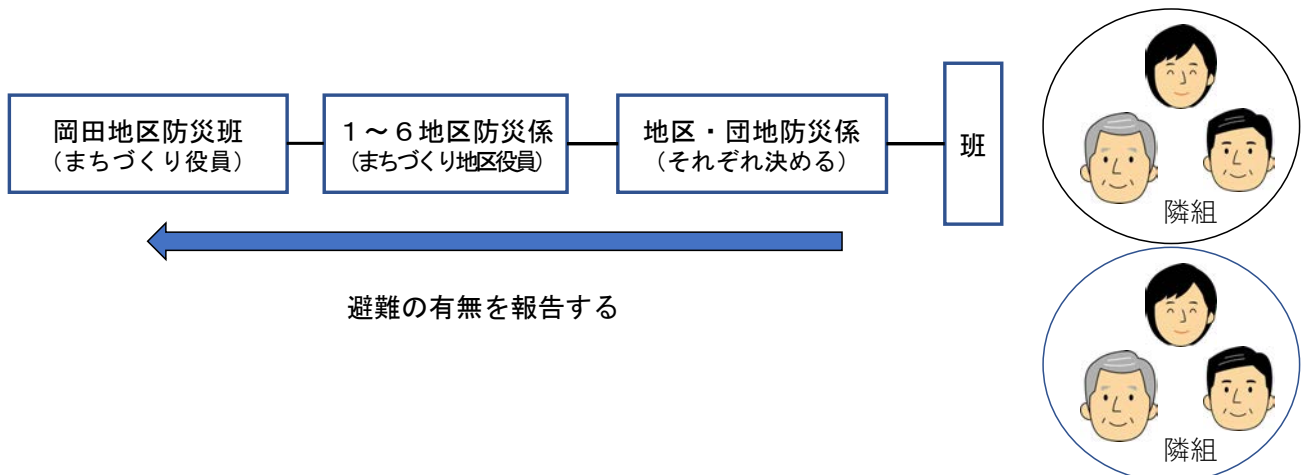 岡田地区防災班
（まちづくり役員）
１～６地区防災係
（まちづくり地区役員）
地区・団地防災係
（それぞれ決める）
班
隣組
避難の有無を報告する
隣組